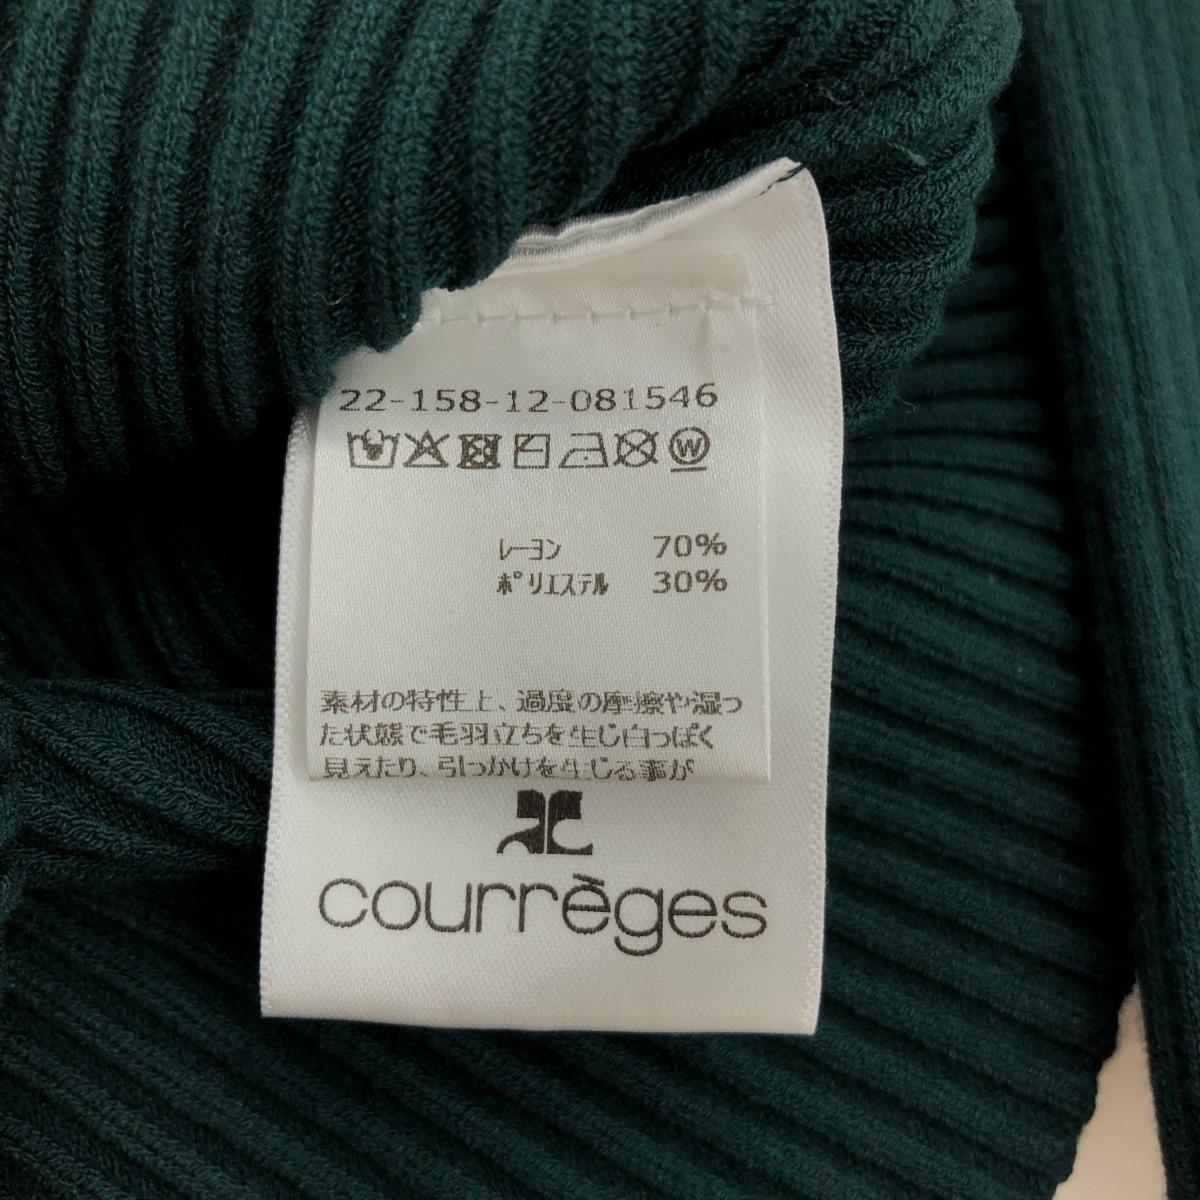 22-158-12-081546
W
ﾚｰﾖﾝ 70%
ﾎﾟﾘｴｽﾃﾙ 30%
素材の特性上、過度の摩擦や湿っ
た状態で毛羽立ちを生じ白っぽく
見えたり、引っかけを生じる事が
courrèges